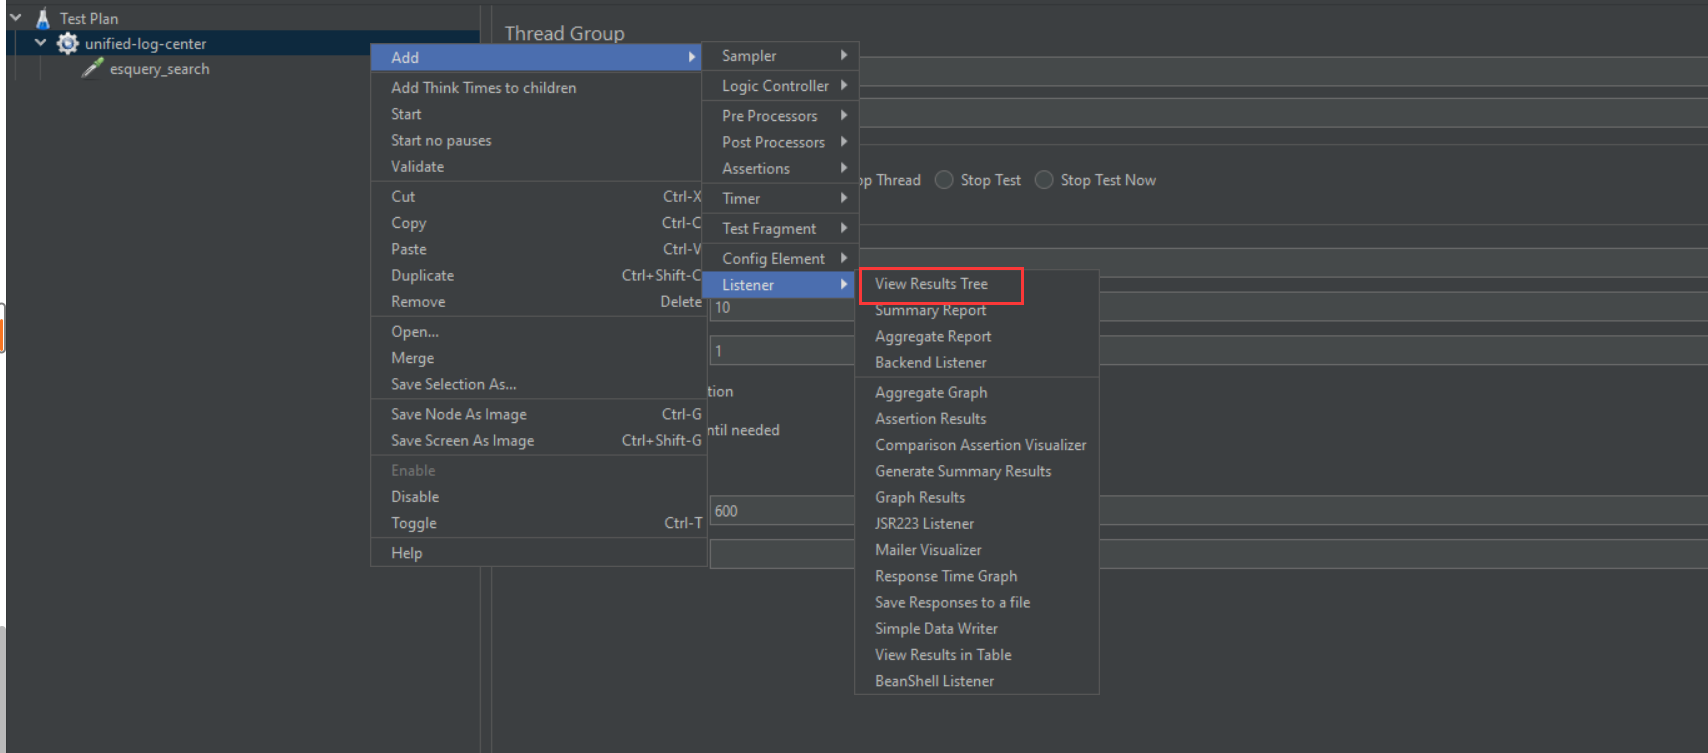 Test Plan
unified-log-center
esquery_search
Thread Group
Add
Add Think Times to children
Start
Start no pauses
Validate
Cut Ctrl-X
Copy Ctrl-C
Paste Ctrl-V
Duplicate Ctrl+Shift-C
Remove Delete
Open...
Merge
Save Selection As...
Save Node As Image Ctrl-G
Save Screen As Image Ctrl+Shift-G
Enable
Disable
Toggle Ctrl-T
Help
Sampler
Logic Controller
Pre Processors
Post Processors
Assertions
Timer
Test Fragment
Config Element
Listener
View Results Tree
Summary Report
Aggregate Report
Backend Listener
Aggregate Graph
Assertion Results
Comparison Assertion Visualizer
Generate Summary Results
Graph Results
JSR223 Listener
Mailer Visualizer
Response Time Graph
Save Responses to a file
Simple Data Writer
View Results in Table
BeanShell Listener
op Thread Stop Test Stop Test Now
10
1
tion
ntil needed
600